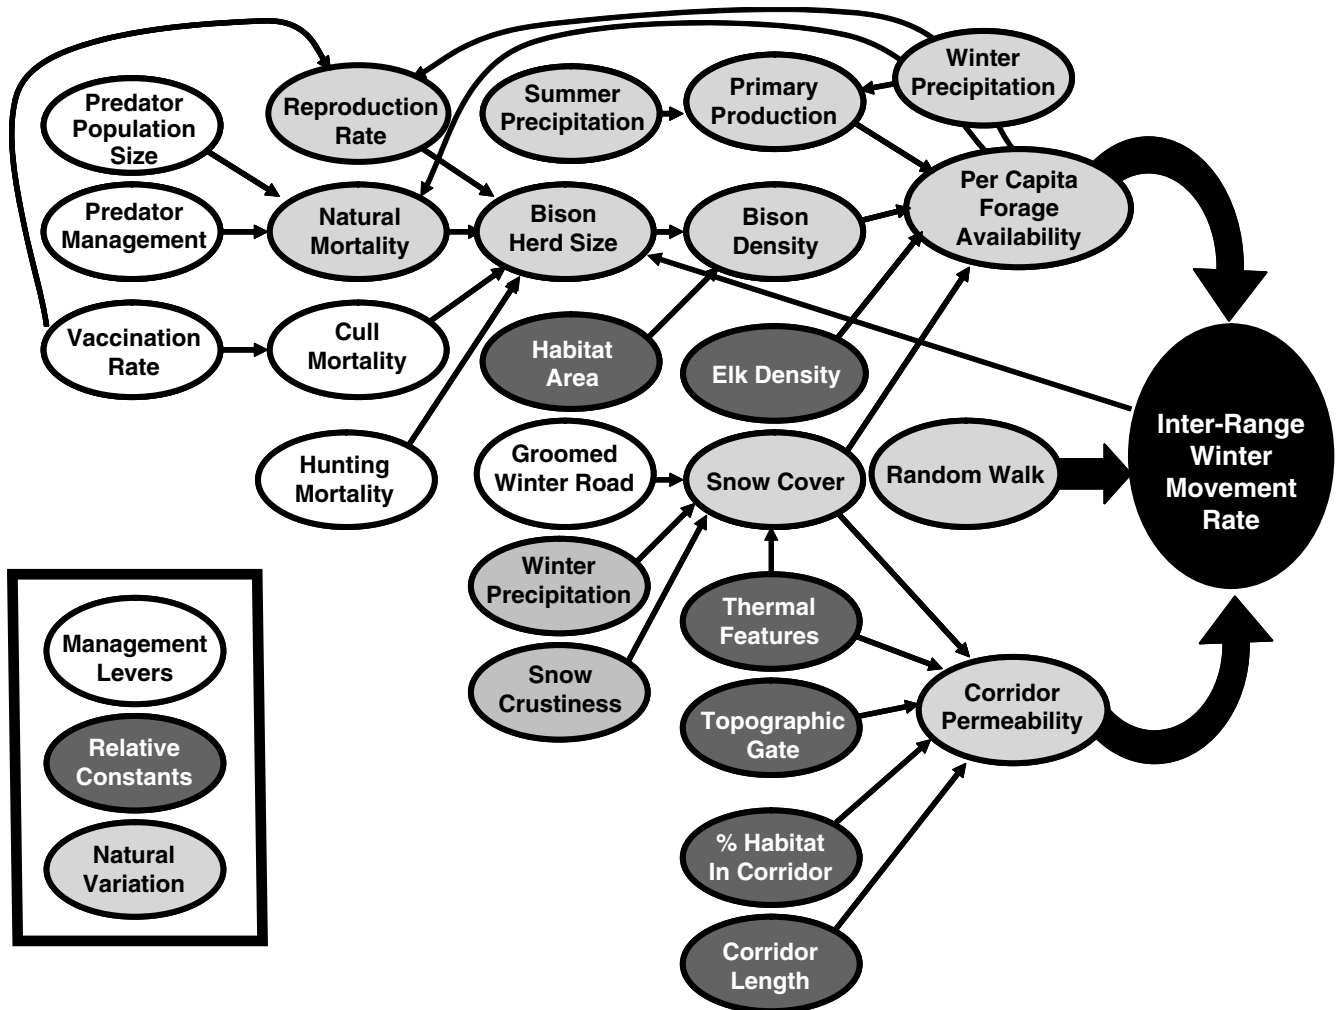 Predator
Population
Size
Reproduction
Rate
Summer
Precipitation
Primary
Production
Winter
Precipitation
Predator
Management
Natural
Mortality
Bison
Herd Size
Bison
Density
Per Capita
Forage
Availability
Vaccination
Rate
Cull
Mortality
Habitat
Area
Elk Density
Hunting
Mortality
Groomed
Winter Road
Snow Cover
Random Walk
Inter-Range
Winter
Movement
Rate
Winter
Precipitation
Thermal
Features
Snow
Crustiness
Topographic
Gate
Corridor
Permeability
% Habitat
In Corridor
Corridor
Length
Management
Levers
Relative
Constants
Natural
Variation